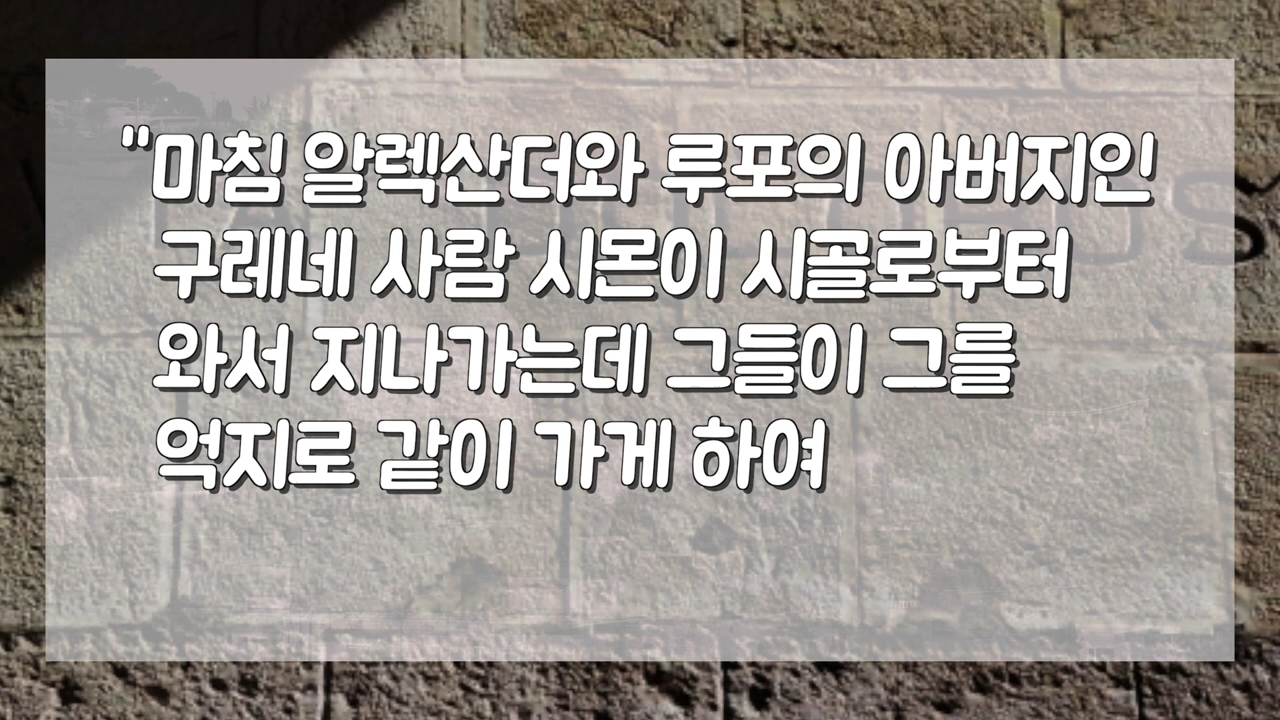 "마침 알렉산더와 루포의 아버지인
구레네 사람 시몬이 시골로부터
와서 지나가는데 그들이 그를
억지로 같이 가게 하여